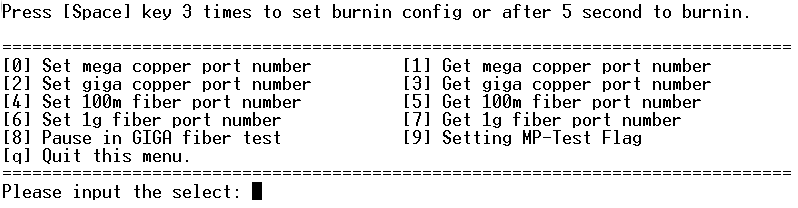 Press [Space] key 3 times to set burnin config or after 5 second to burnin.
===============================================================================
[0] Set mega copper port number [1] Get mega copper port number
[2] Set giga copper port number [3] Get giga copper port number
[4] Set 100m fiber port number [5] Get 100m fiber port number
[6] Set 1g fiber port number [7] Get 1g fiber port number
[8] Pause in GIGA fiber test [9] Setting MP-Test Flag
[q] Quit this menu.
===============================================================================
Please input the select: